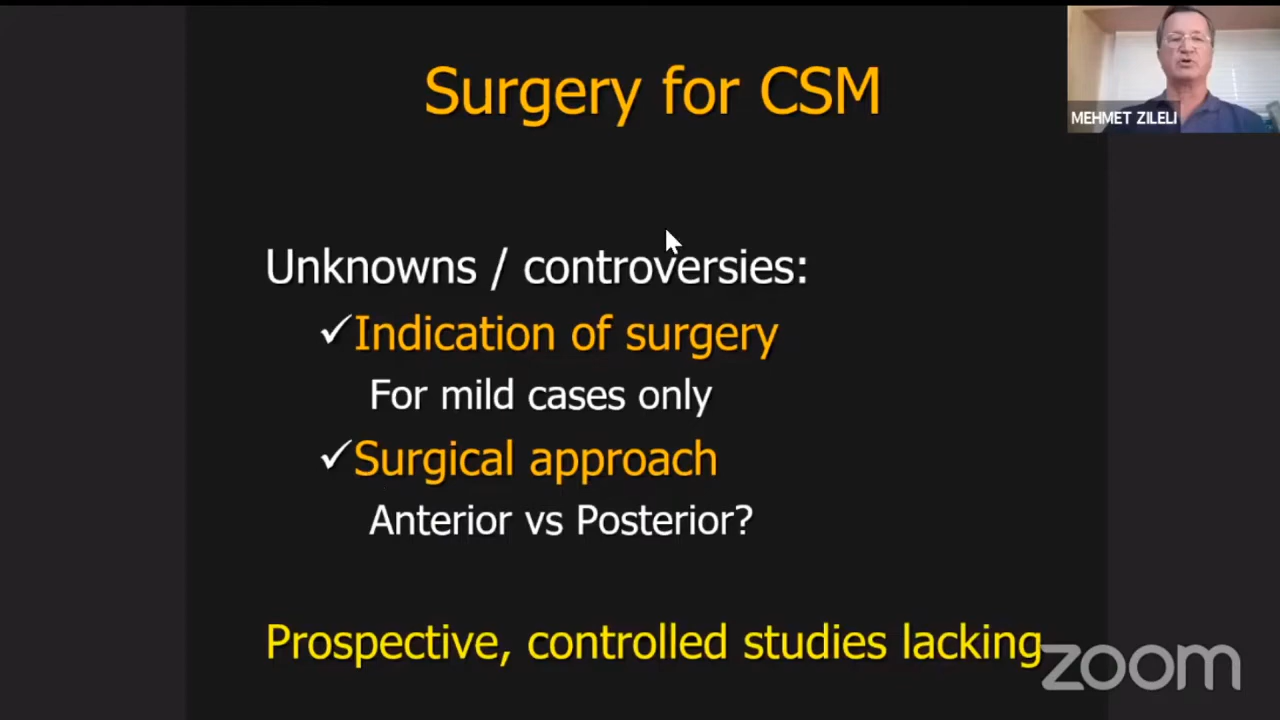 Surgery for CSM
MEHMET ZILELI
Unknowns / controversies:
✓Indication of surgery
For mild cases only
✓Surgical approach
Anterior vs Posterior?
Prospective, controlled studies lacking
zoom